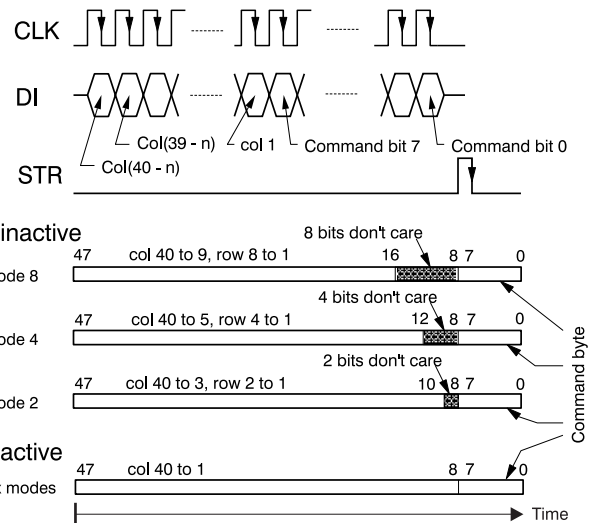 CLK
DI
Col(39 - n)
col 1
Command bit 7
Command bit 0
Col(40 - n)
STR
inactive
8 bits don't care
47 col 40 to 9, row 8 to 1 16 8 7 0
ode 8
4 bits don't care
47 col 40 to 5, row 4 to 1 12 8 7 0
ode 4
2 bits don't care
47 col 40 to 3, row 2 to 1 10 8 7 0
ode 2
Command byte
active
47 col 40 to 1 8 7 0
modes
Time